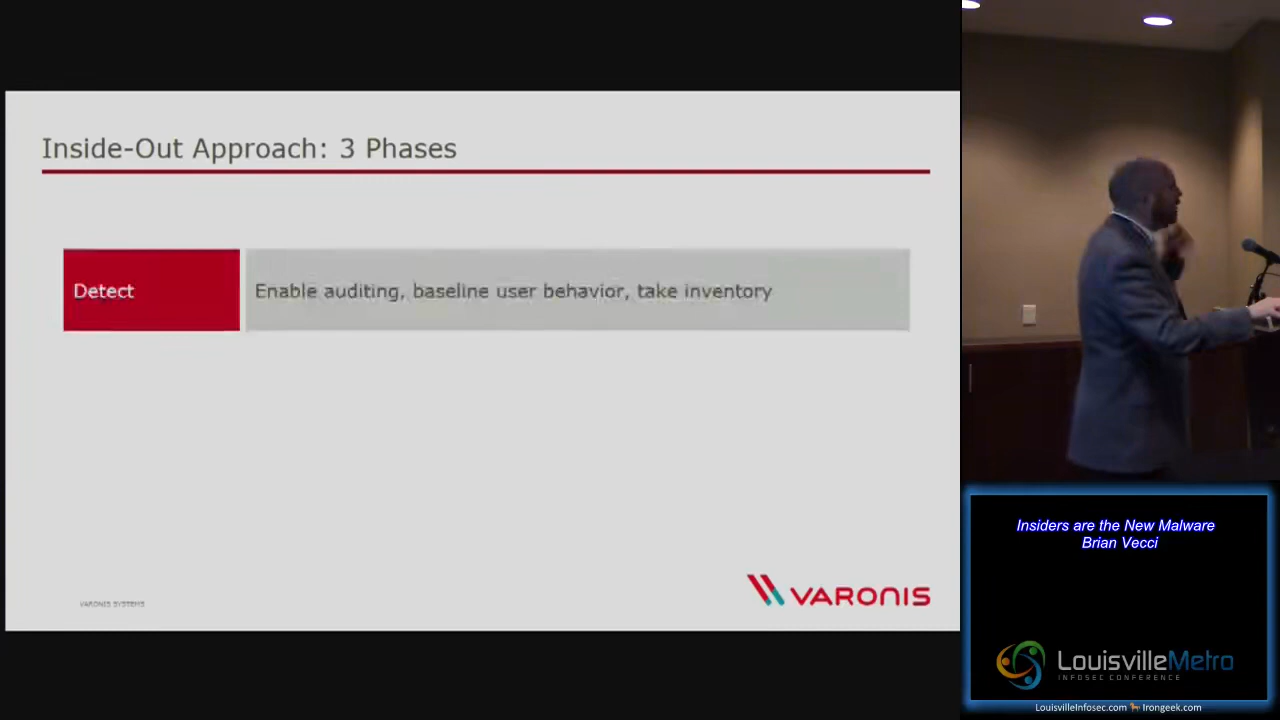 Inside-Out Approach: 3 Phases
Detect
Enable auditing, baseline user behavior, take inventory
VARONIS SYSTEMS
VARONIS
Insiders are the New Malware
Brian Vecci
LouisvilleMetro
INFOSEC CONFERENCE
LouisvilleInfosec.com Irongeek.com